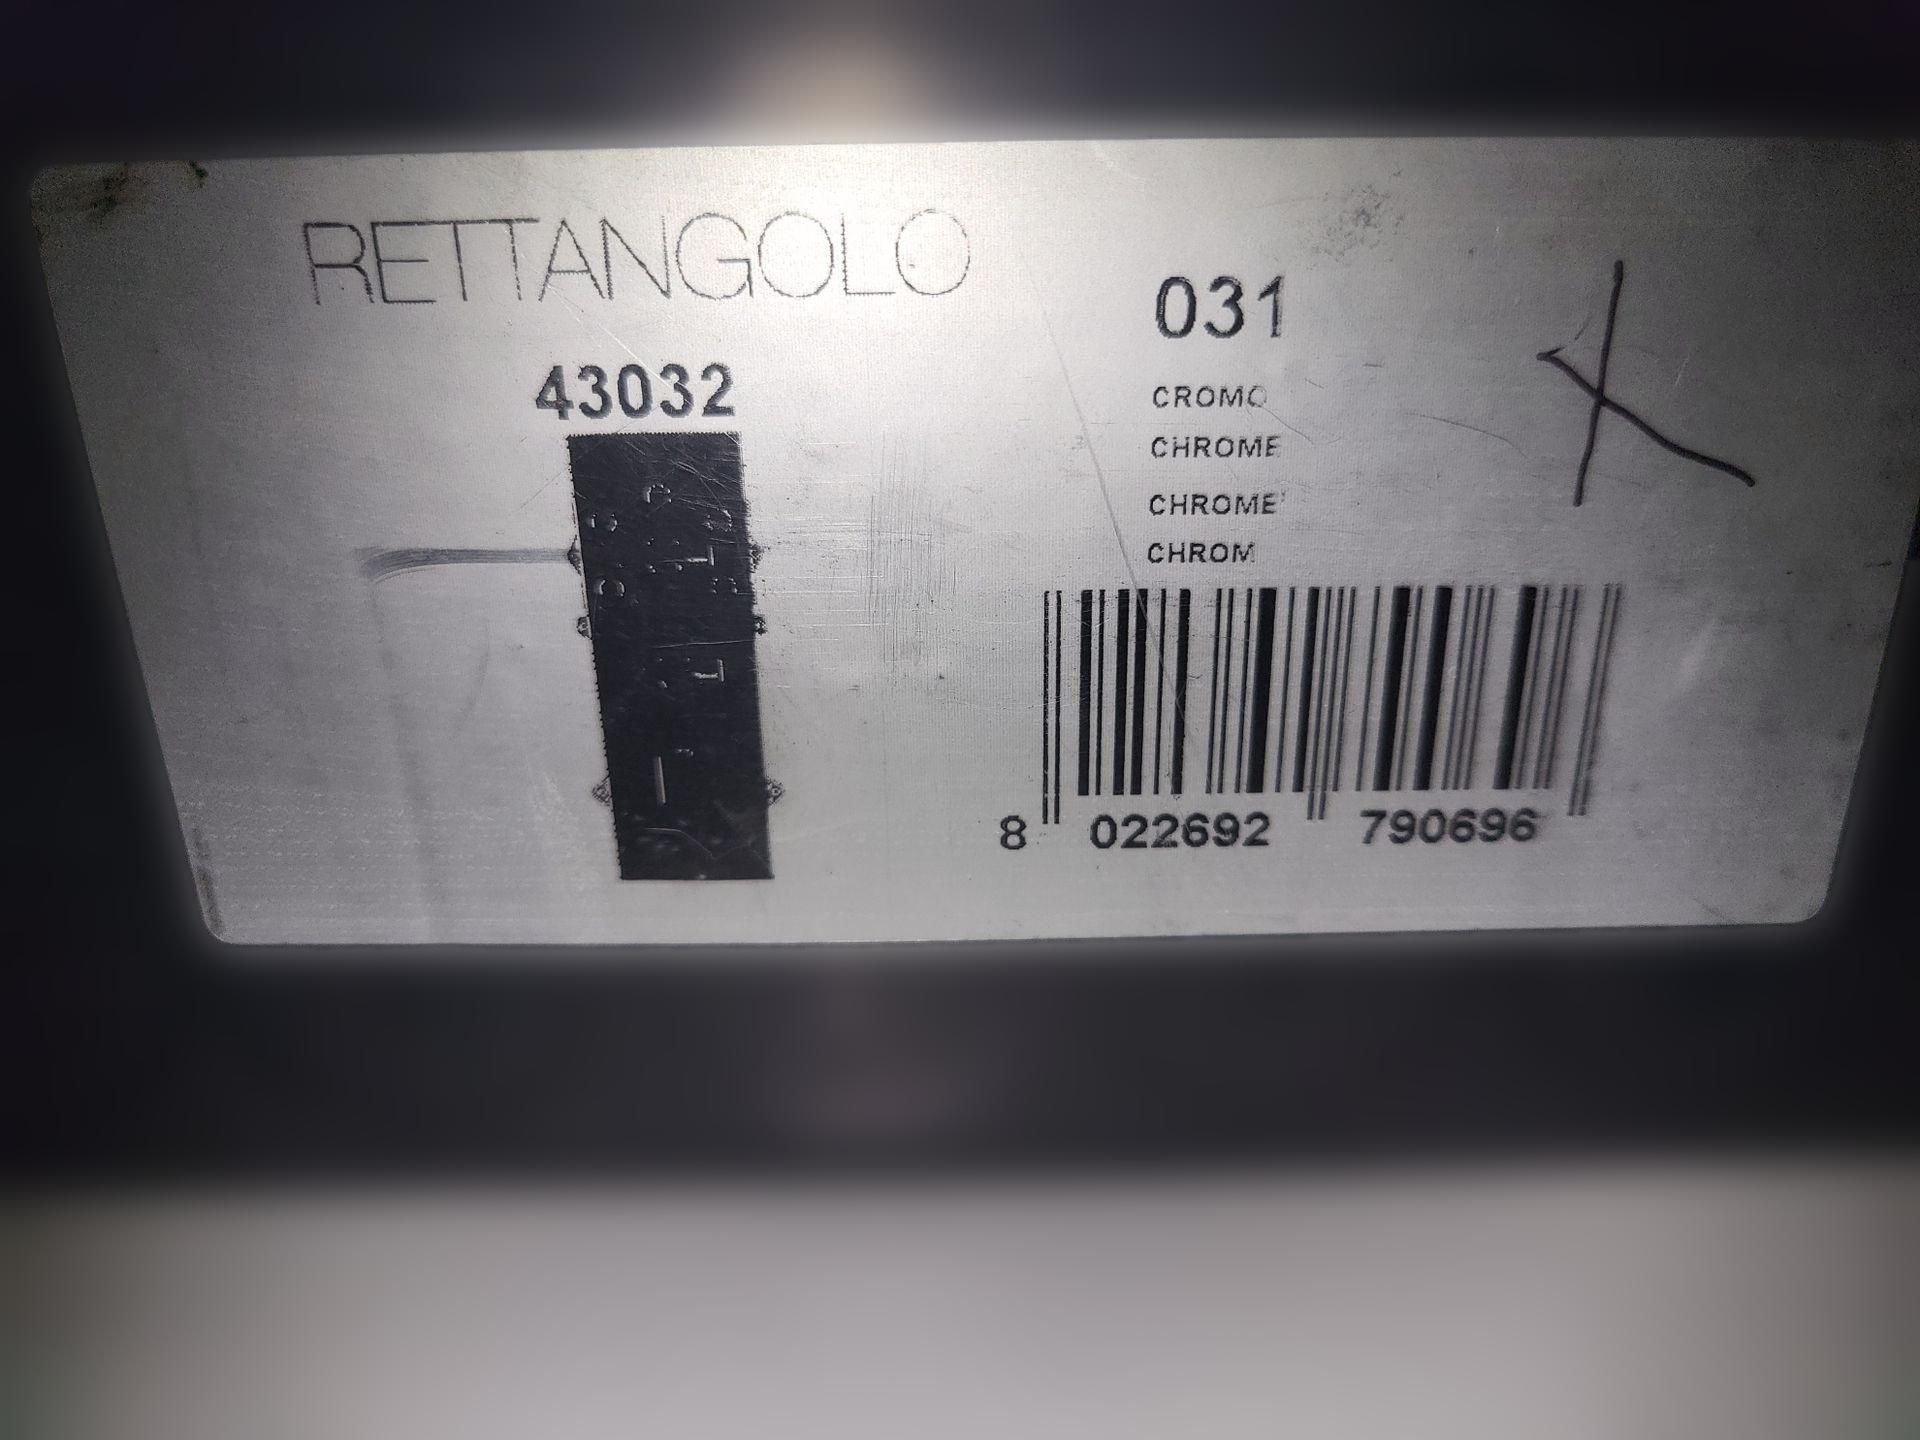 RETTANGOLO
43032
031
CROMO
CHROME
CHROME'
CHROM
8 022692 790696